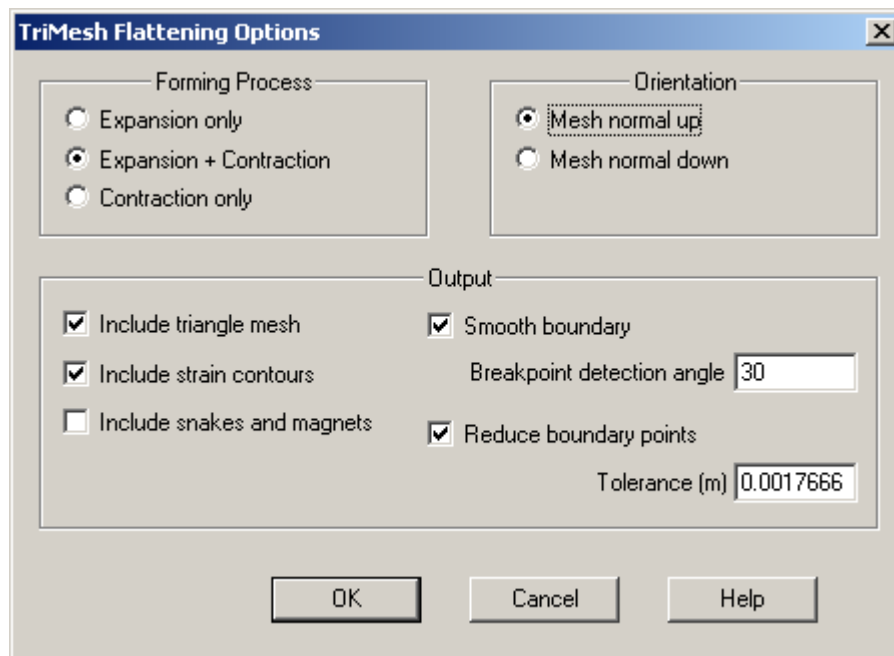 TriMesh Flattening Options
Forming Process
Expansion only
Expansion + Contraction
Contraction only
Orientation
Mesh normal up
Mesh normal down
Output
Include triangle mesh
Include strain contours
Include snakes and magnets
Smooth boundary
Breakpoint detection angle 30
Reduce boundary points
Tolerance (m) 0.0017666
OK Cancel Help